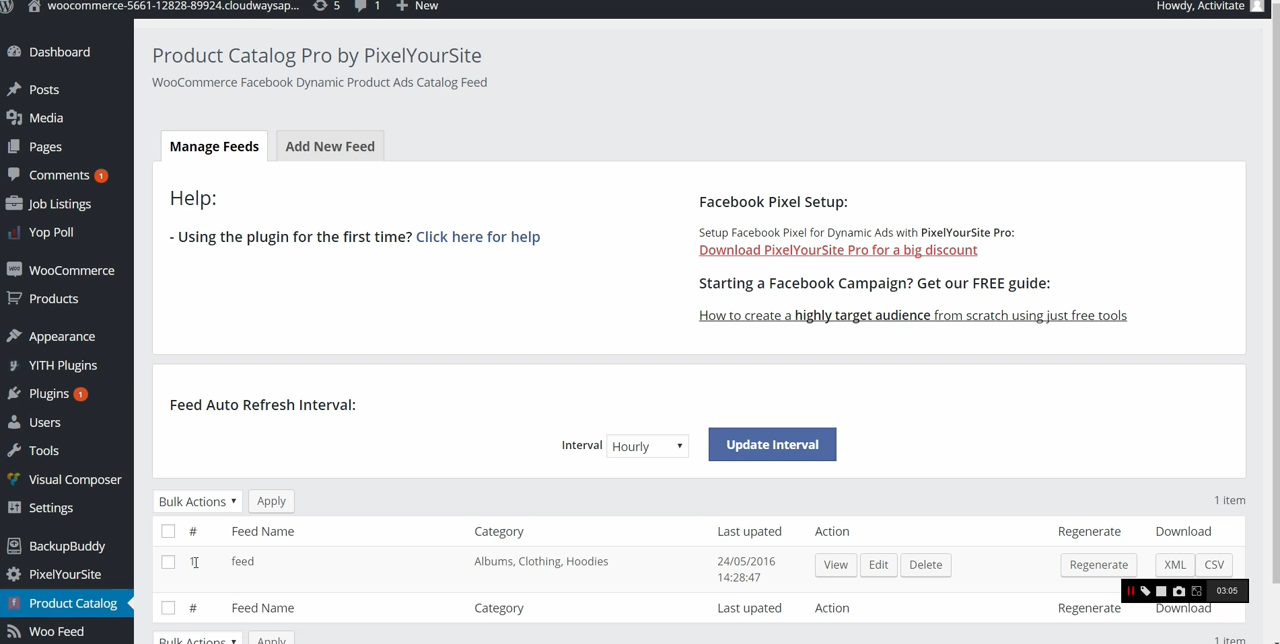 woocommerce-5661-12828-89924.cloudwaysap... 5 1 New Howdy, Activitate
Dashboard
Posts
Media
Pages
Comments 1
Job Listings
Yop Poll
WooCommerce
Products
Appearance
YITH Plugins
Plugins 1
Users
Tools
Visual Composer
Settings
BackupBuddy
PixelYourSite
Product Catalog
Woo Feed
Product Catalog Pro by PixelYourSite
WooCommerce Facebook Dynamic Product Ads Catalog Feed
Manage Feeds Add New Feed
Help:
- Using the plugin for the first time? Click here for help
Facebook Pixel Setup:
Setup Facebook Pixel for Dynamic Ads with PixelYourSite Pro:
Download PixelYourSite Pro for a big discount
Starting a Facebook Campaign? Get our FREE guide:
How to create a highly target audience from scratch using just free tools
Feed Auto Refresh Interval:
Interval Hourly Update Interval
Bulk Actions Apply 1 item
# Feed Name Category Last upated Action Regenerate Download
1 feed Albums, Clothing, Hoodies 24/05/2016 View Edit Delete Regenerate XML CSV
14:28:47
03:05
# Feed Name Category Last upated Action Regenerate Download
Bulk Actions Apply 1 item